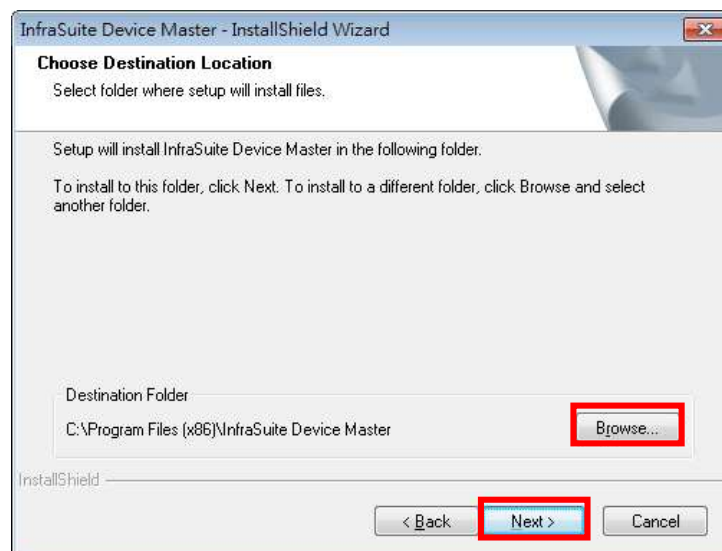 InfraSuite Device Master - InstallShield Wizard
Choose Destination Location
Select folder where setup will install files.
Setup will install InfraSuite Device Master in the following folder.
To install to this folder, click Next. To install to a different folder, click Browse and select
another folder.
Destination Folder
C:\Program Files (x86)\InfraSuite Device Master
Browse...
InstallShield
< Back
Next >
Cancel